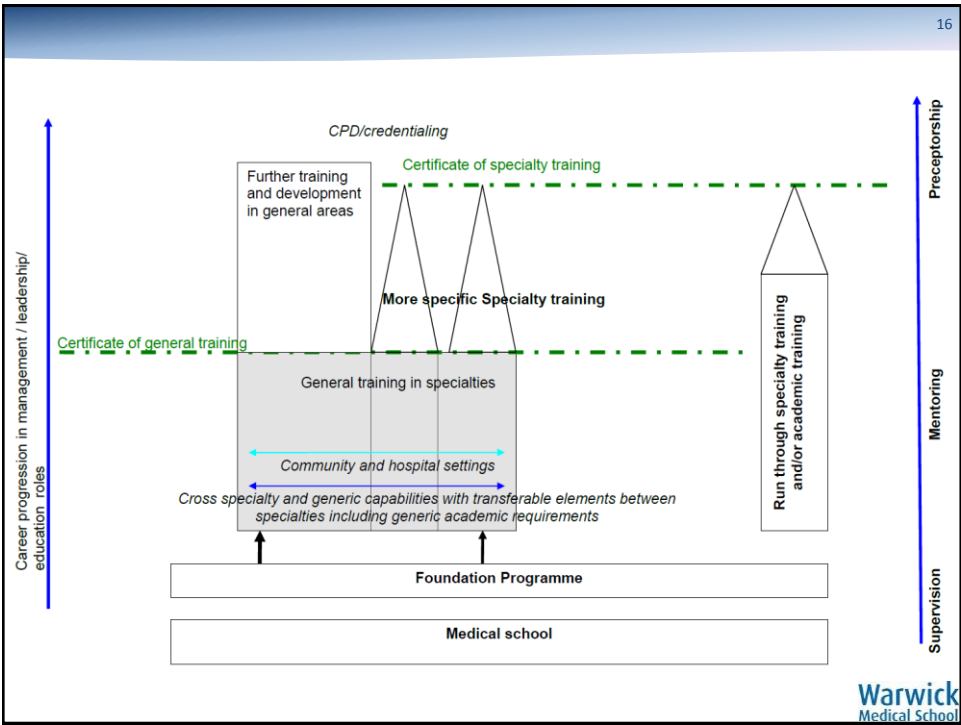 16
CPD/credentialing
Certificate of specialty training
Further training
and development
in general areas
More specific Specialty training
Certificate of general training
General training in specialties
Community and hospital settings
Cross specialty and generic capabilities with transferable elements between
specialties including generic academic requirements
Foundation Programme
Medical school
Career progression in management / leadership/
education roles
Run through specialty training
and/or academic training
Preceptorship
Mentoring
Supervision
Warwick
Medical School